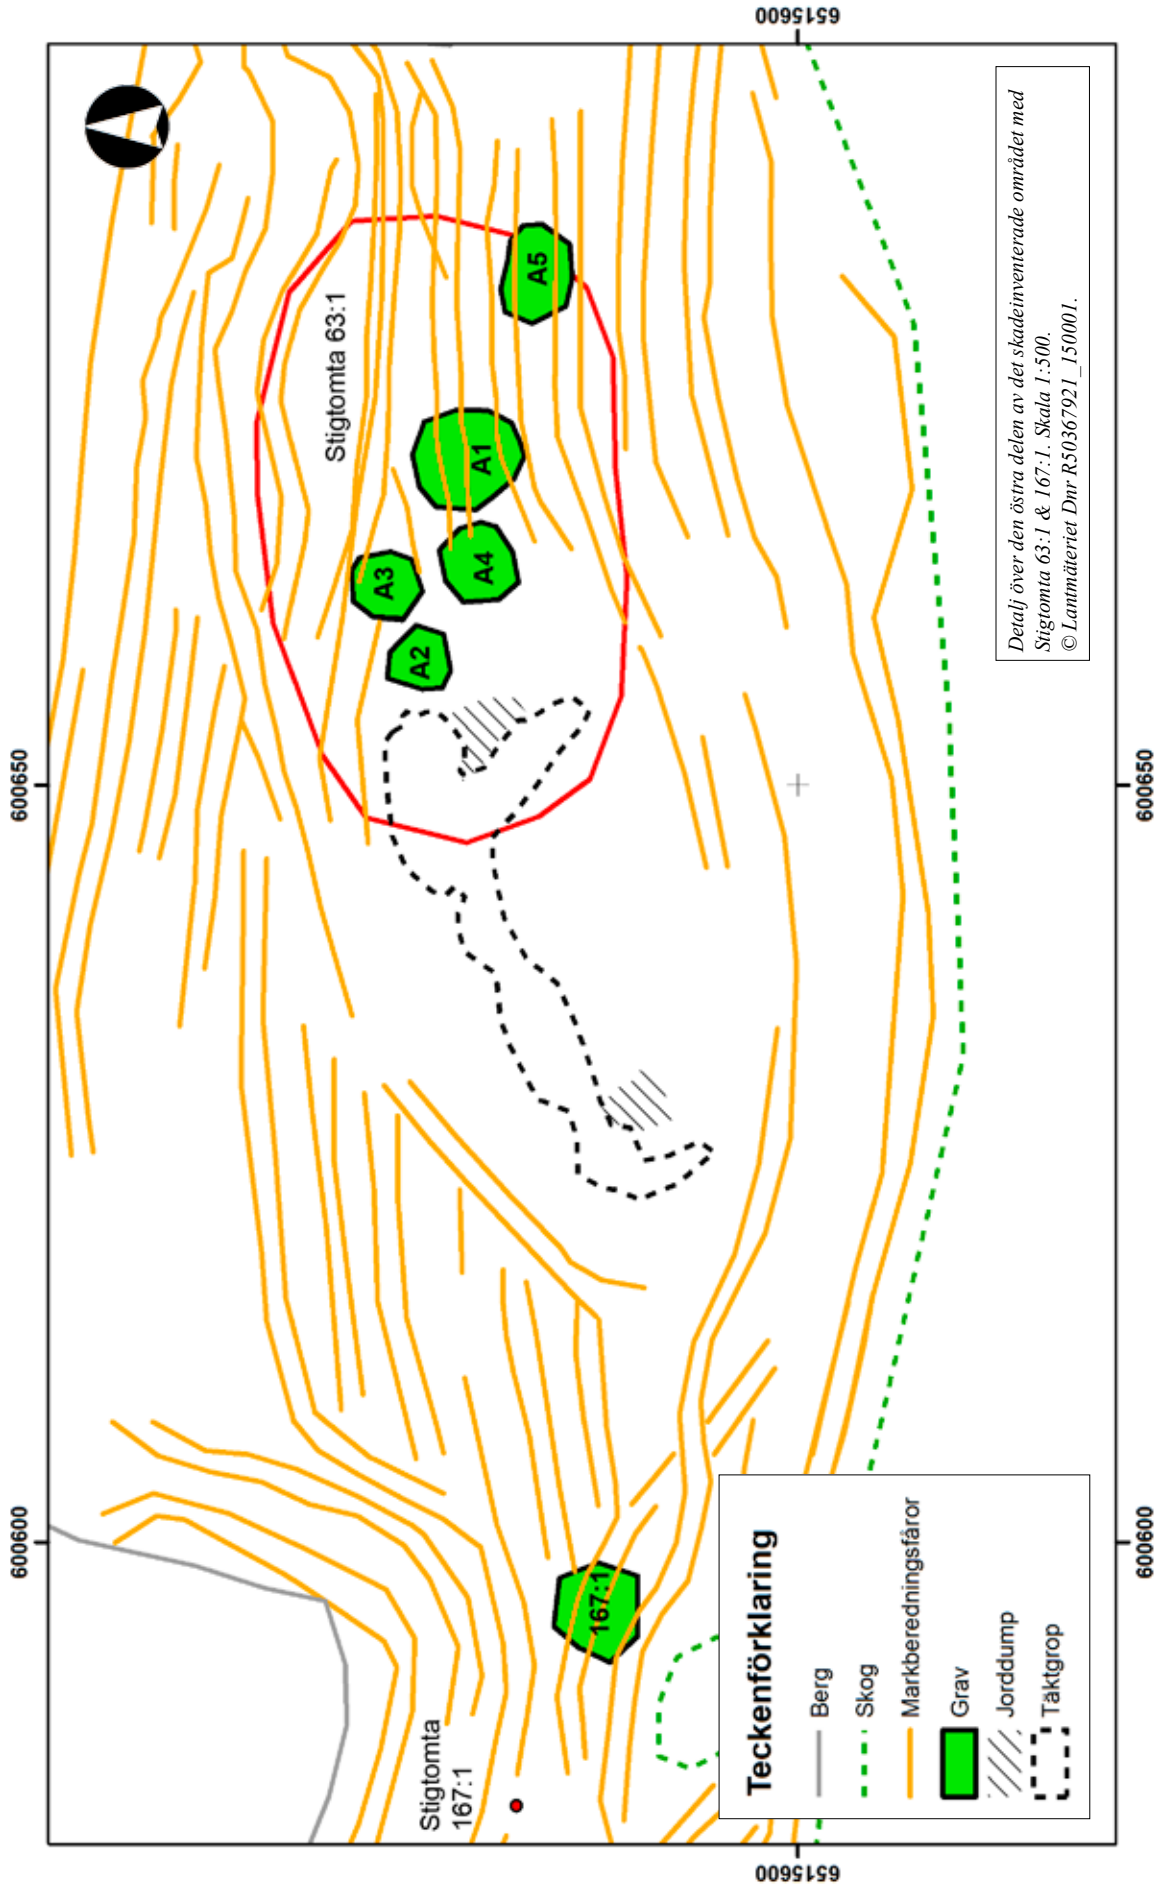 600600
600650
6515600
6515600
600600
600650
Stigtomta 63:1
A1
A2
A3
A4
A5
Stigtomta
167:1
167:1
Teckenförklaring
Berg
Skog
Markberedningsfåror
Grav
Jorddump
Täktgrop
Detalj över den östra delen av det skadeinventerade området med
Stigtomta 63:1 & 167:1. Skala 1:500.
© Lantmäteriet Dnr R50367921_150001.